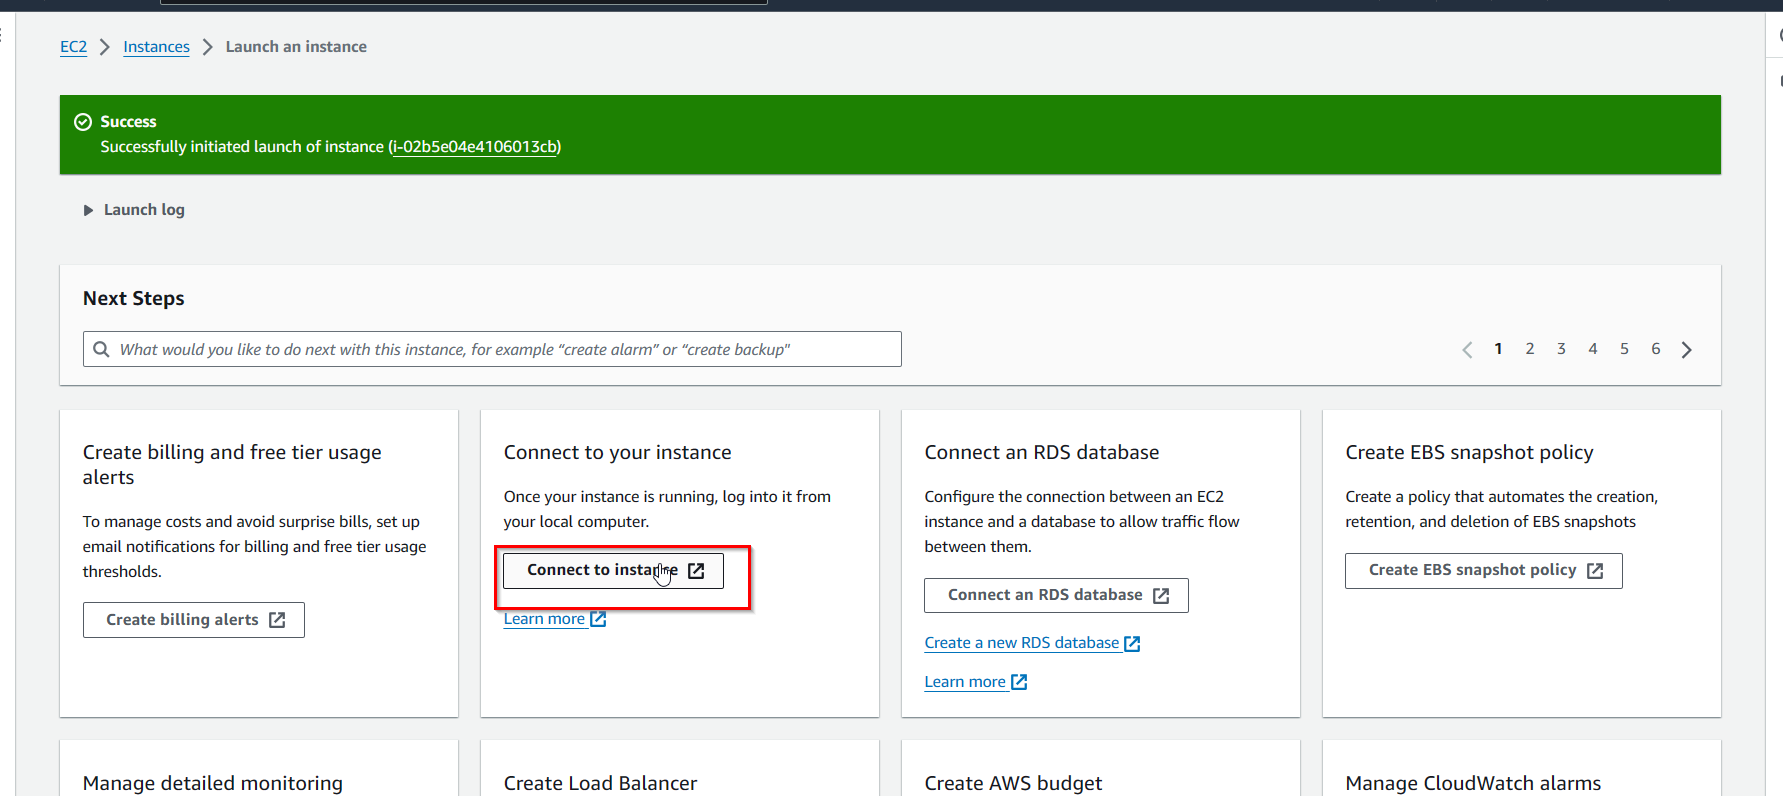 EC2 > Instances > Launch an instance
Success
Successfully initiated launch of instance (i-02b5e04e4106013cb)
Launch log
Next Steps
What would you like to do next with this instance, for example “create alarm” or “create backup"
1 2 3 4 5 6
Create billing and free tier usage
alerts
To manage costs and avoid surprise bills, set up
email notifications for billing and free tier usage
thresholds.
Create billing alerts
Connect to your instance
Once your instance is running, log into it from
your local computer.
Connect to instance
Learn more
Connect an RDS database
Configure the connection between an EC2
instance and a database to allow traffic flow
between them.
Connect an RDS database
Create a new RDS database
Learn more
Create EBS snapshot policy
Create a policy that automates the creation,
retention, and deletion of EBS snapshots
Create EBS snapshot policy
Manage detailed monitoring
Create Load Balancer
Create AWS budget
Manage CloudWatch alarms